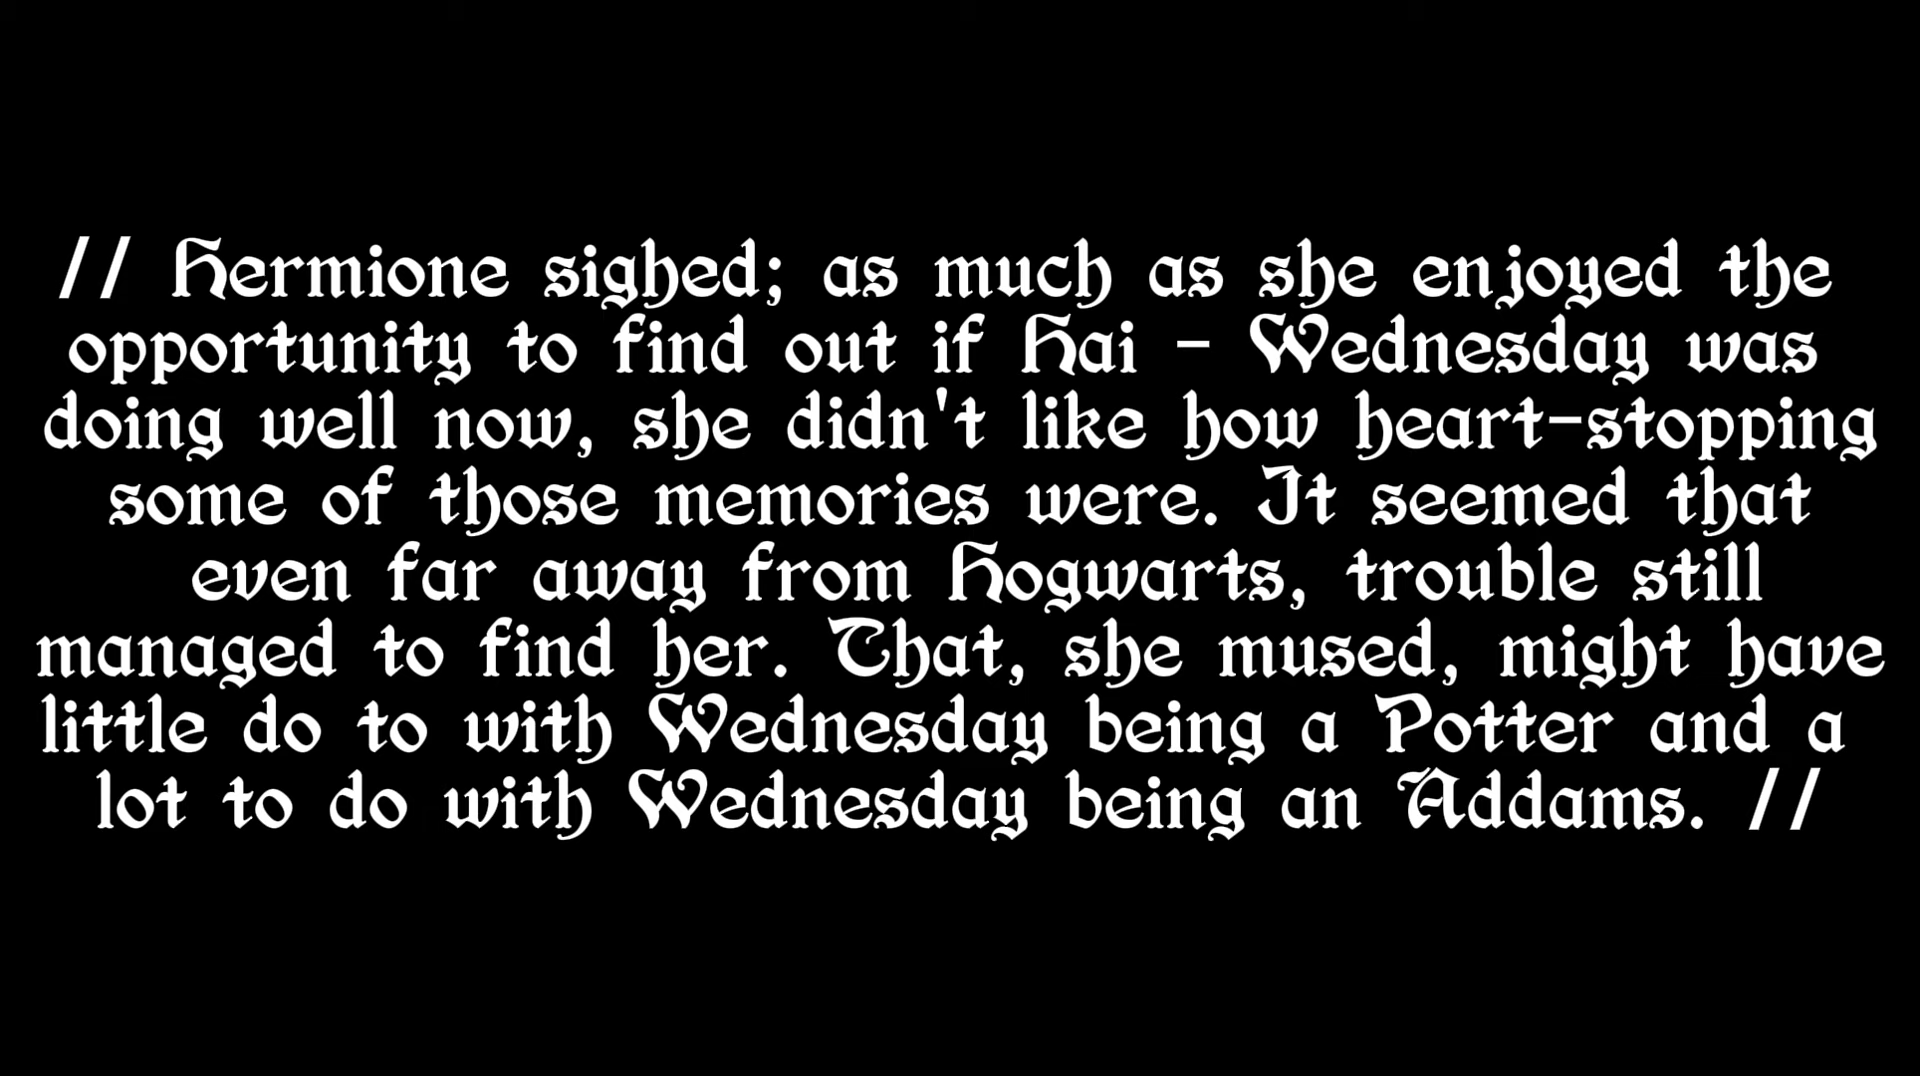 // Hermione sighed; as much as she enjoyed the
opportunity to find out if Hai - Wednesday was
doing well now, she didn't like how heart-stopping
some of those memories were. It seemed that
even far away from Hogwarts, trouble still
managed to find her. That, she mused, might have
little do to with Wednesday being a Potter and a
lot to do with Wednesday being an Addams. //